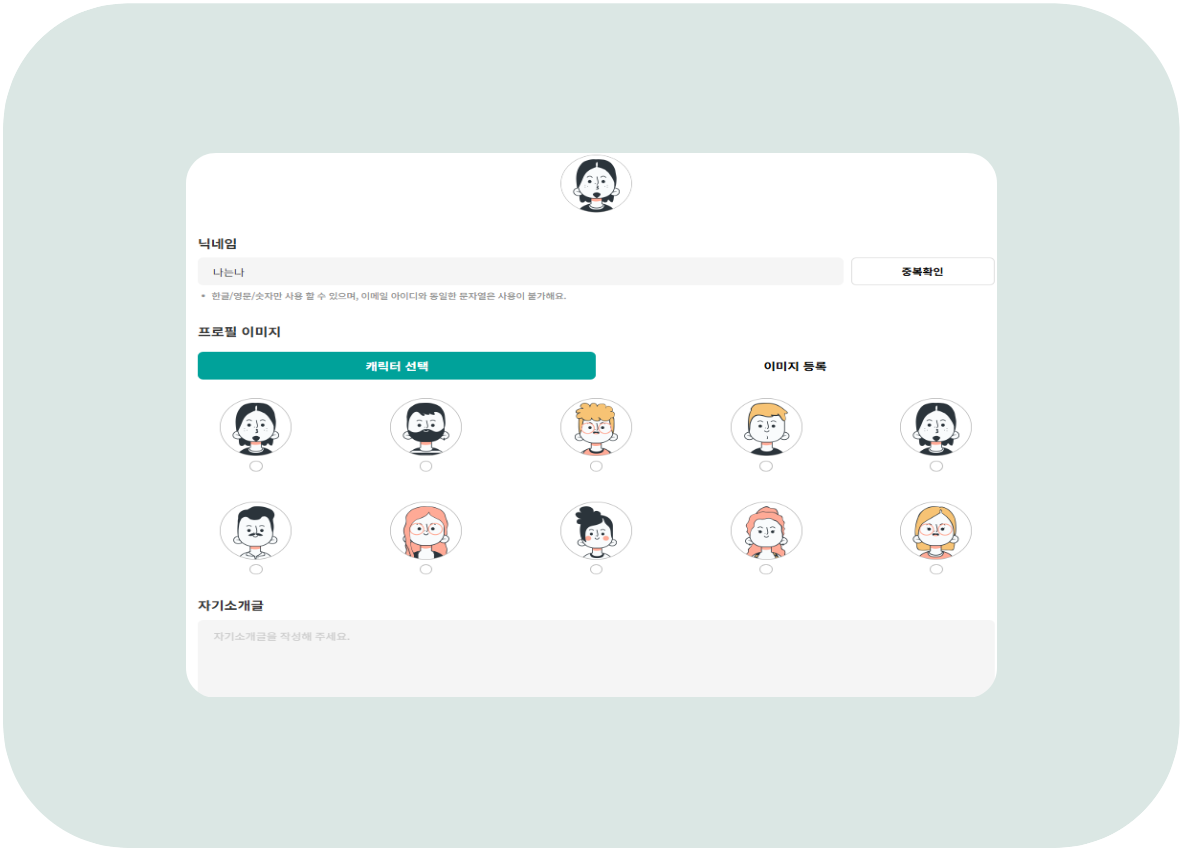 닉네임
나는나
중복확인
• 한글/영문/숫자만 사용 할 수 있으며, 이메일 아이디와 동일한 문자열은 사용이 불가해요.
프로필 이미지
캐릭터 선택
이미지 등록
자기소개글
자기소개글을 작성해 주세요.